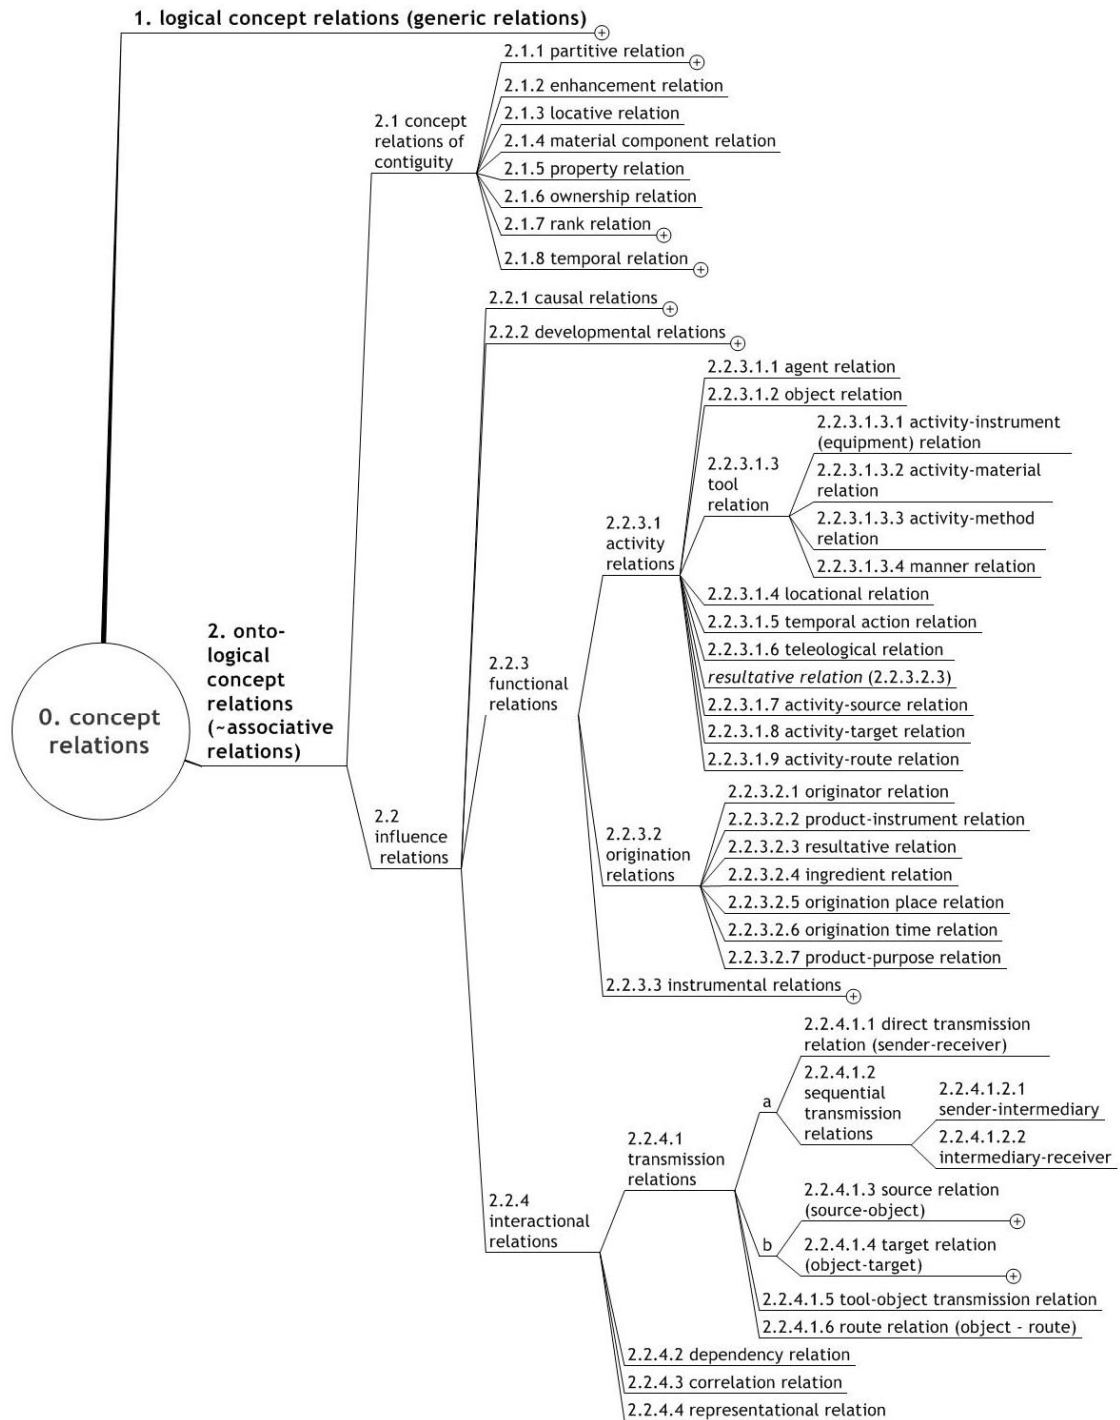 1. logical concept relations (generic relations)
2.1.1 partitive relation
2.1.2 enhancement relation
2.1 concept
relations of
contiguity
2.1.3 locative relation
2.1.4 material component relation
2.1.5 property relation
2.1.6 ownership relation
2.1.7 rank relation
2.1.8 temporal relation
2.2.1 causal relations
2.2.2 developmental relations
2.2.3.1.1 agent relation
2.2.3.1.2 object relation
2.2.3.1.3
tool
relation
2.2.3.1.3.1 activity-instrument
(equipment) relation
2.2.3.1.3.2 activity-material
relation
2.2.3.1.3.3 activity-method
relation
2.2.3.1.3.4 manner relation
2.2.3.1
activity
relations
2.2.3.1.4 locational relation
2.2.3.1.5 temporal action relation
2.2.3.1.6 teleological relation
resultative relation (2.2.3.2.3)
2.2.3.1.7 activity-source relation
2.2.3.1.8 activity-target relation
2.2.3.1.9 activity-route relation
2. onto-
logical
concept
relations
(~associative
relations)
0. concept
relations
2.2.3
functional
relations
2.2
influence
relations
2.2.3.2
origination
relations
2.2.3.2.1 originator relation
2.2.3.2.2 product-instrument relation
2.2.3.2.3 resultative relation
2.2.3.2.4 ingredient relation
2.2.3.2.5 origination place relation
2.2.3.2.6 origination time relation
2.2.3.2.7 product-purpose relation
2.2.3.3 instrumental relations
2.2.4.1.1 direct transmission
relation (sender-receiver)
a
2.2.4.1.2
sequential
transmission
relations
2.2.4.1.2.1
sender-intermediary
2.2.4.1.2.2
intermediary-receiver
2.2.4.1
transmission
relations
2.2.4
interactional
relations
b
2.2.4.1.3 source relation
(source-object)
2.2.4.1.4 target relation
(object-target)
2.2.4.1.5 tool-object transmission relation
2.2.4.1.6 route relation (object - route)
2.2.4.2 dependency relation
2.2.4.3 correlation relation
2.2.4.4 representational relation